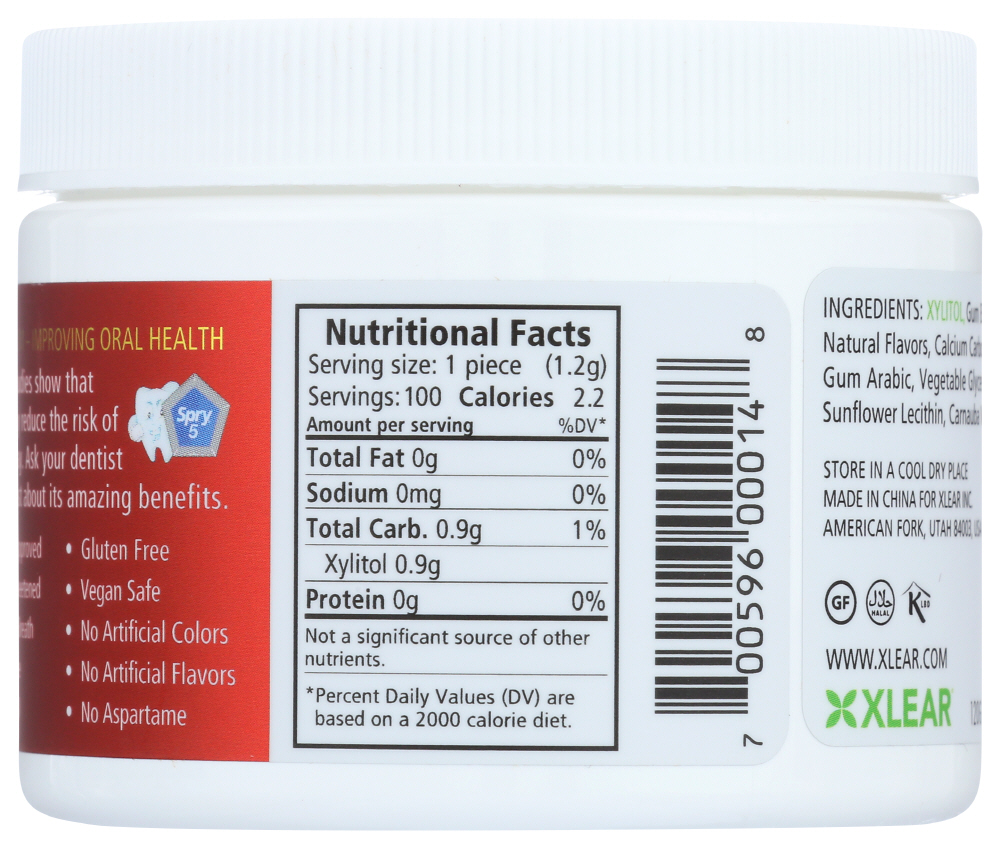 IMPROVING ORAL HEALTH
show that
reduce the risk of
Ask your dentist
about its amazing benefits.
Spry
5
• Gluten Free
• Vegan Safe
• No Artificial Colors
• No Artificial Flavors
• No Aspartame
Nutritional Facts
Serving size: 1 piece (1.2g)
Servings: 100 Calories 2.2
Amount per serving %DV*
Total Fat 0g 0%
Sodium 0mg 0%
Total Carb. 0.9g 1%
Xylitol 0.9g
Protein 0g 0%
Not a significant source of other
nutrients.
*Percent Daily Values (DV) are
based on a 2000 calorie diet.
7 00596 00014 8
INGREDIENTS: XYLITOL, Gum
Natural Flavors, Calcium
Gum Arabic, Vegetable
Sunflower Lecithin, Carnauba
STORE IN A COOL DRY PLACE
MADE IN CHINA FOR XLEAR INC.
AMERICAN FORK, UTAH 84003,
GF
HALAL
K LBD
WWW.XLEAR.COM
XLEAR